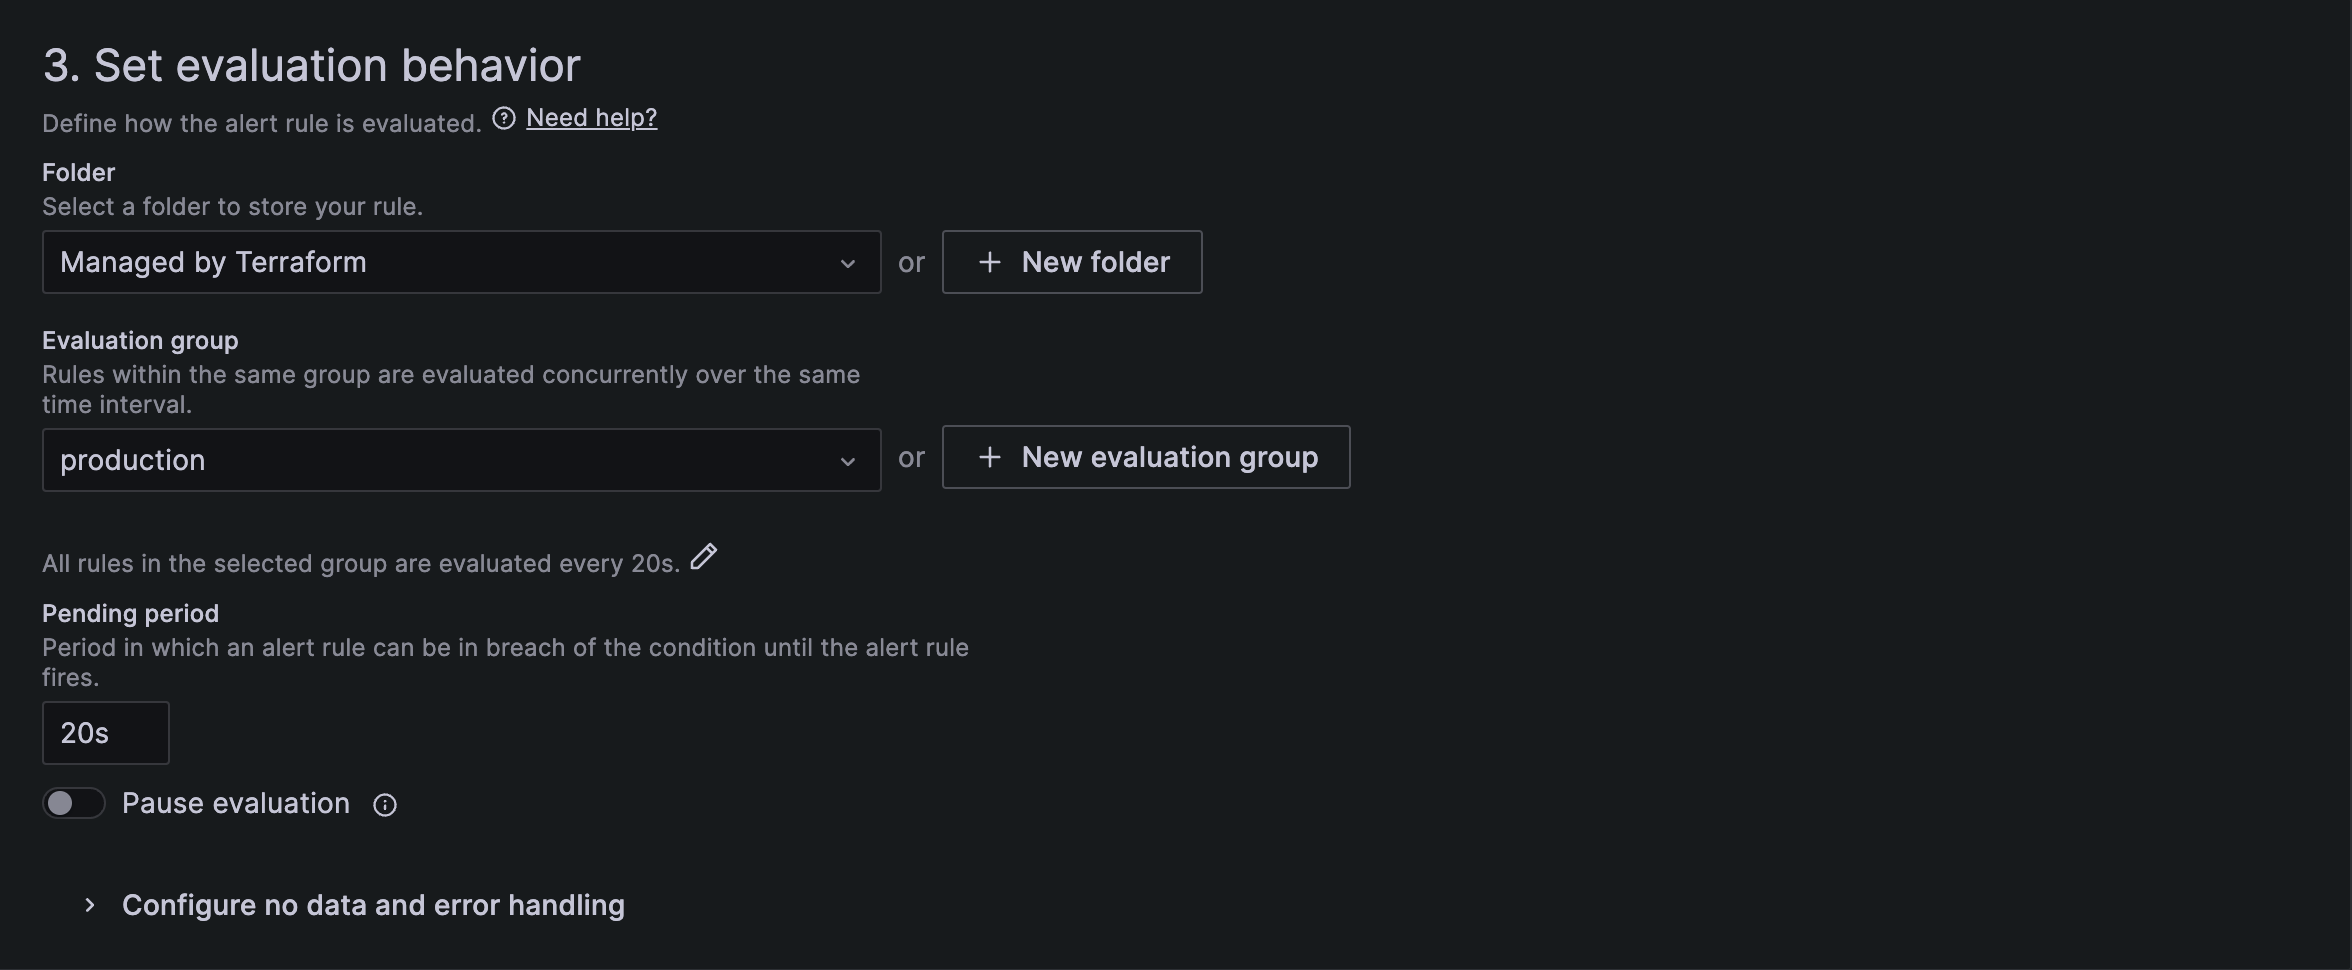 3. Set evaluation behavior
Define how the alert rule is evaluated. Need help?
Folder
Select a folder to store your rule.
Managed by Terraform or + New folder
Evaluation group
Rules within the same group are evaluated concurrently over the same
time interval.
production or + New evaluation group
All rules in the selected group are evaluated every 20s.
Pending period
Period in which an alert rule can be in breach of the condition until the alert rule
fires.
20s
Pause evaluation
Configure no data and error handling